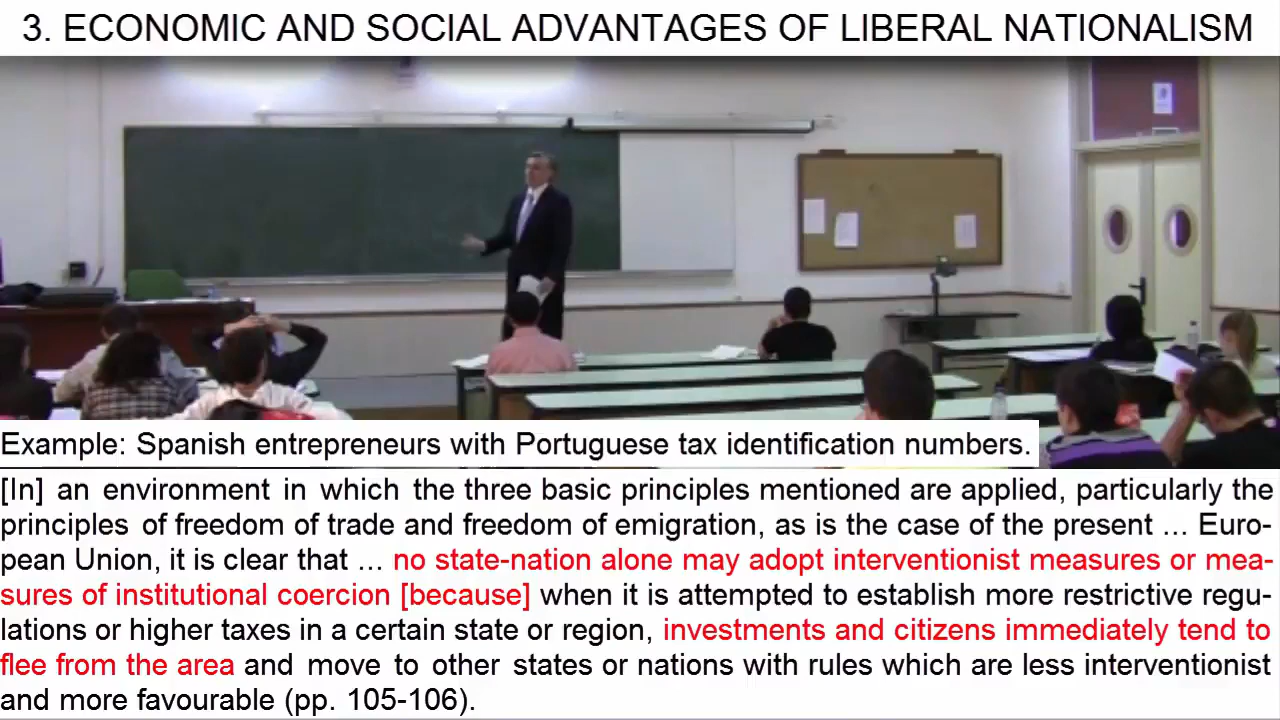 3. ECONOMIC AND SOCIAL ADVANTAGES OF LIBERAL NATIONALISM
Example: Spanish entrepreneurs with Portuguese tax identification numbers.
[In] an environment in which the three basic principles mentioned are applied, particularly the
principles of freedom of trade and freedom of emigration, as is the case of the present ... Euro-
pean Union, it is clear that ... no state-nation alone may adopt interventionist measures or mea-
sures of institutional coercion [because] when it is attempted to establish more restrictive regu-
lations or higher taxes in a certain state or region, investments and citizens immediately tend to
flee from the area and move to other states or nations with rules which are less interventionist
and more favourable (pp. 105-106).